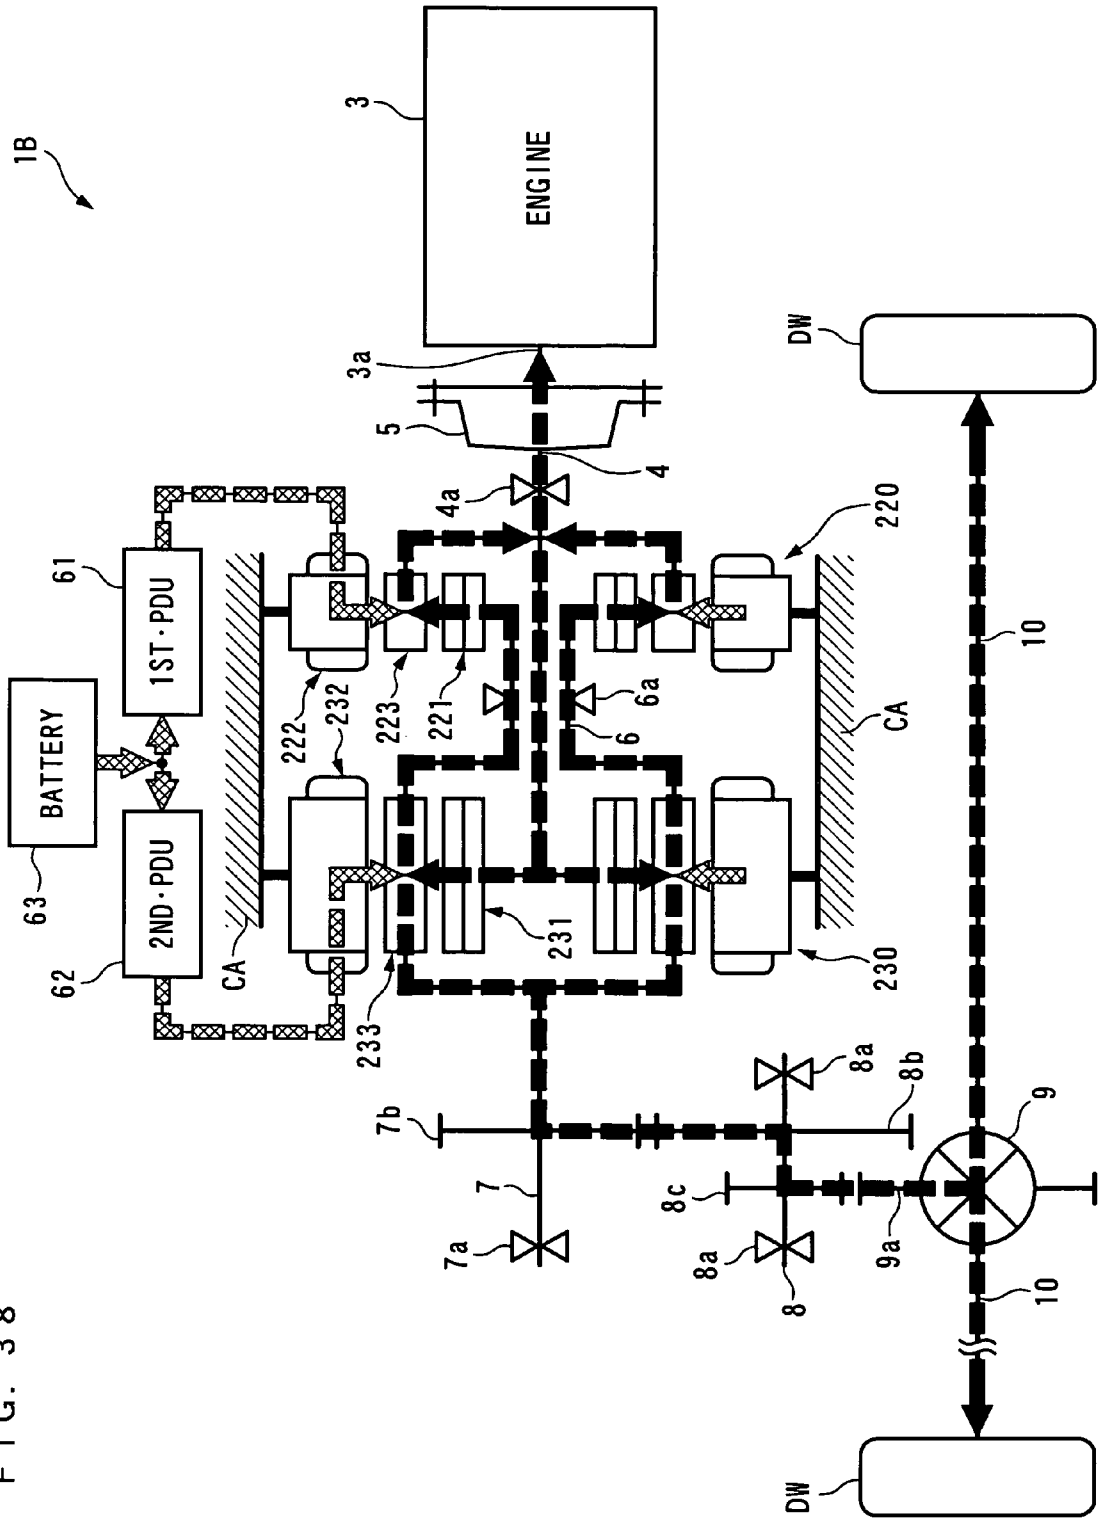 FIG. 38
1B
BATTERY
63
1ST·PDU
61
2ND·PDU
62
CA
222
232
223
221
233
231
ENGINE
3
3a
5
4
4a
220
6a
6
CA
230
7b
7
7a
8a
8b
8c
8a
8
9
9a
10
10
DW
DW